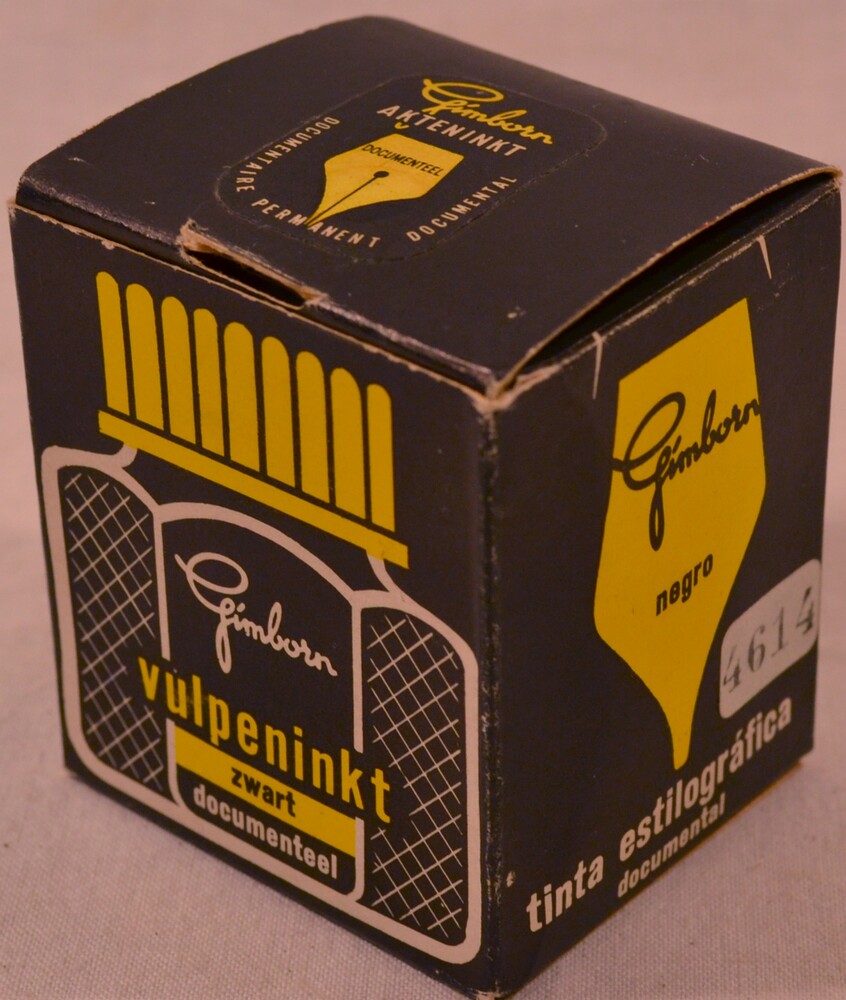 Gimborn
AKTENINKT
DOCUMENTEEL
DOCUMENTAIRE PERMANENT DOCUMENTAL
Gimborn
vulpeninkt
zwart
documenteel
Gimborn
negro
4614
tinta estilográfica
documental